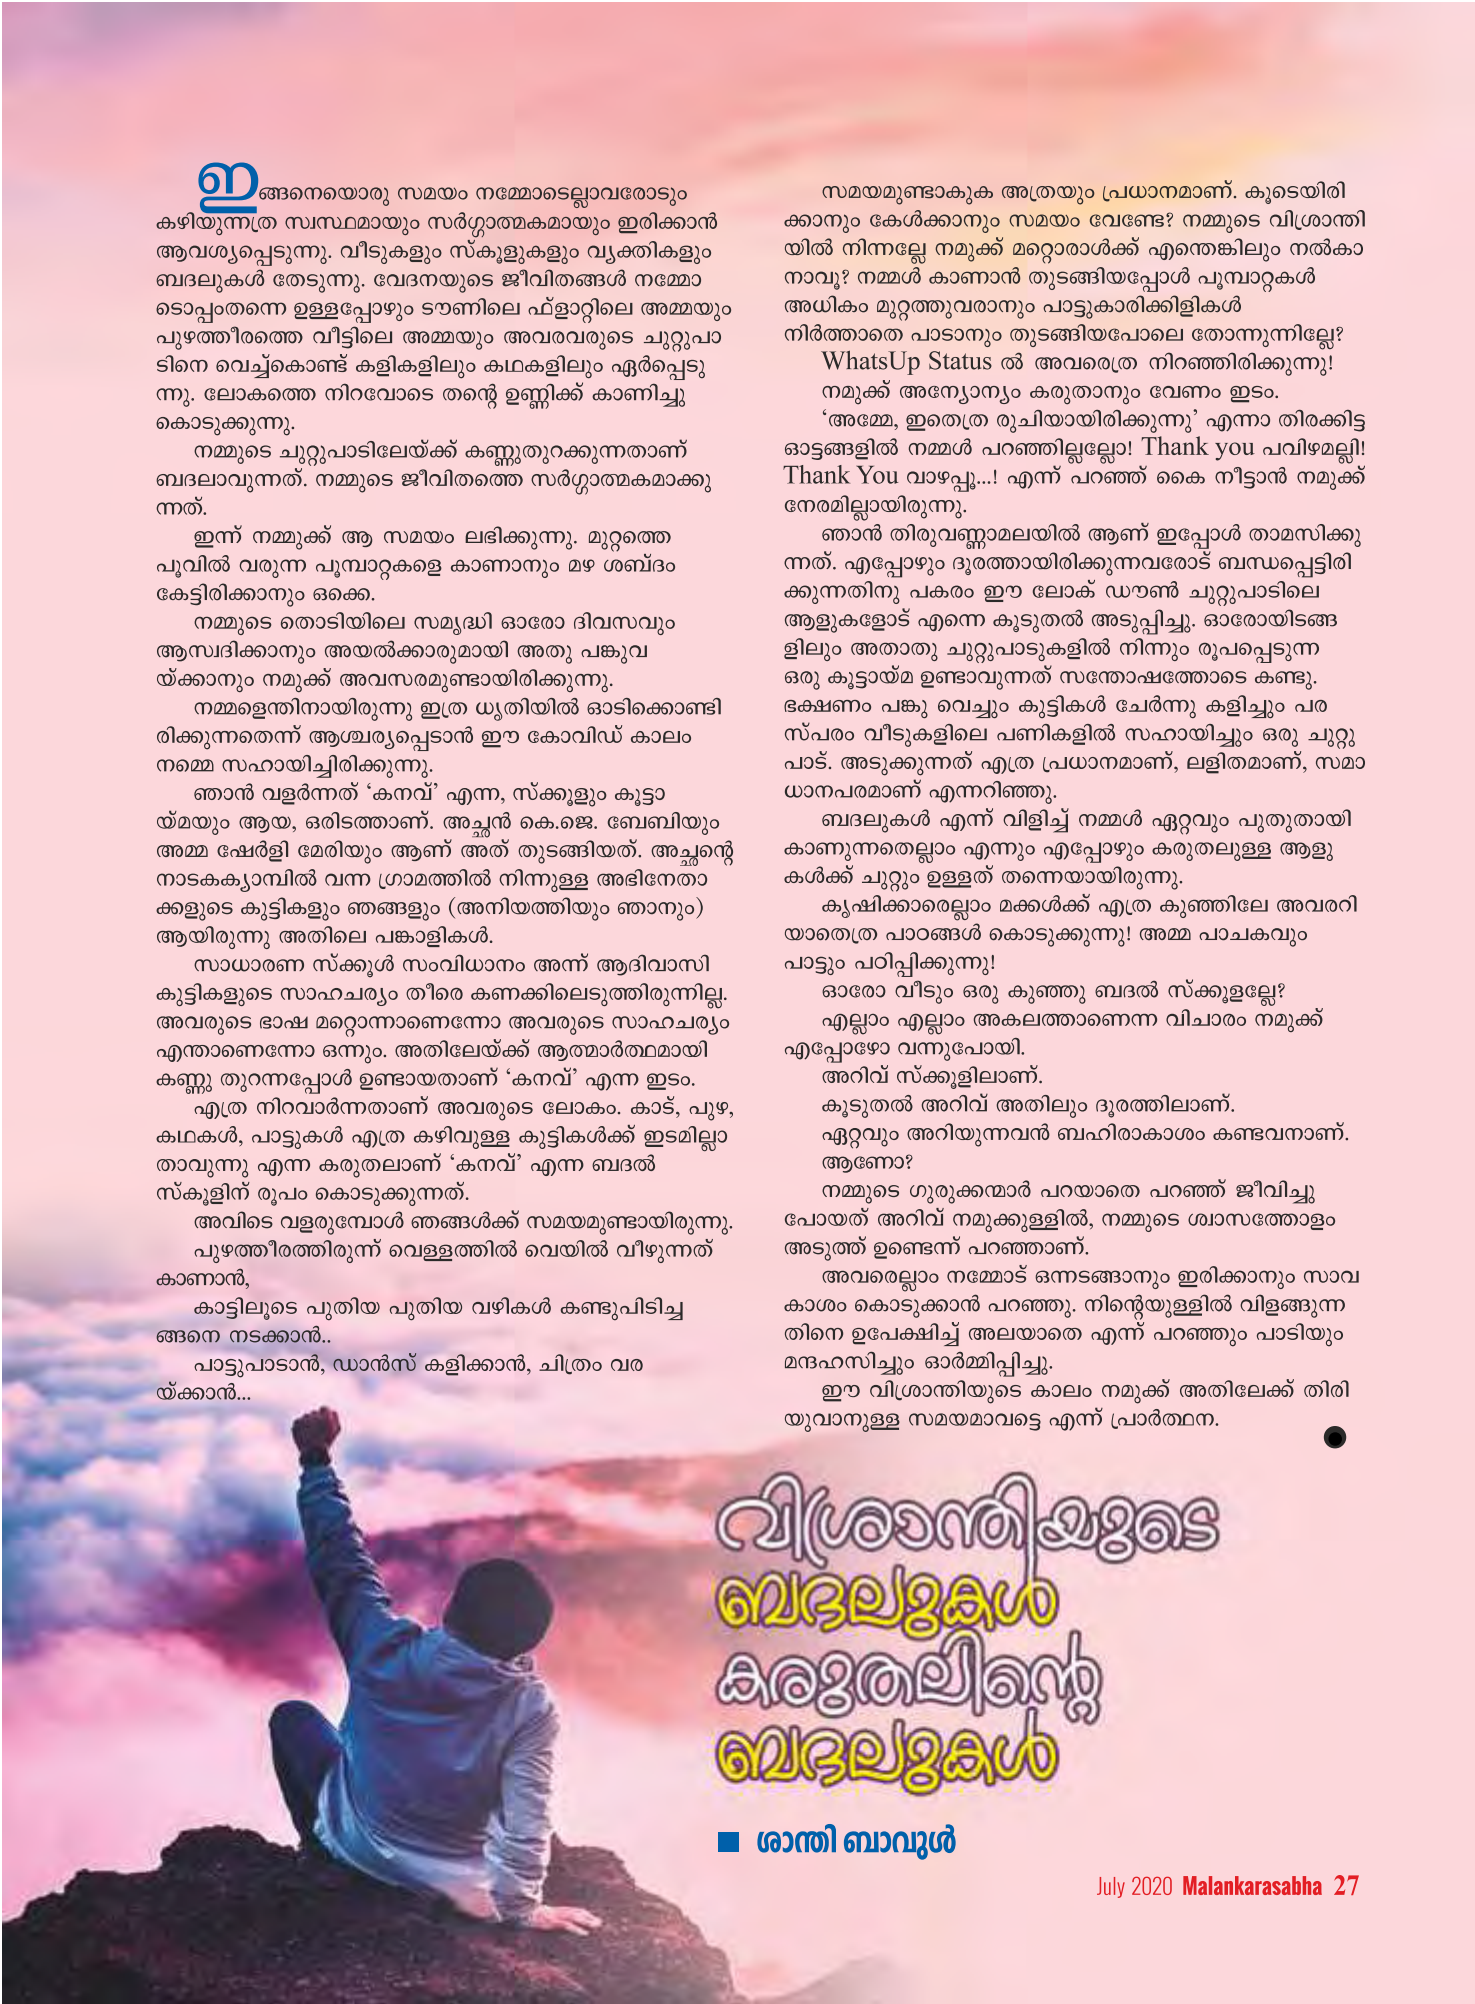 ഇങ്ങനെയൊരു സമയം നമ്മോടെല്ലാവരോടും
കഴിയുന്നത്ര സ്വസ്ഥമായും സർഗ്ഗാത്മകമായും ഇരിക്കാൻ
ആവശ്യപ്പെടുന്നു. വീടുകളും സ്കൂളുകളും വ്യക്തികളും
ബദലുകൾ തേടുന്നു. വേദനയുടെ ജീവിതങ്ങൾ നമ്മോ
ടൊപ്പംതന്നെ ഉള്ളപ്പോഴും ടൗണിലെ ഫ്ളാറ്റിലെ അമ്മയും
പുഴത്തീരത്തെ വീട്ടിലെ അമ്മയും അവരവരുടെ ചുറ്റുപാ
ടിനെ വെച്ച്കൊണ്ട് കളികളിലും കഥകളിലും ഏർപ്പെടു
ന്നു. ലോകത്തെ നിറവോടെ തന്റെ ഉണ്ണിക്ക് കാണിച്ചു
കൊടുക്കുന്നു.
നമ്മുടെ ചുറ്റുപാടിലേയ്ക്ക് കണ്ണുതുറക്കുന്നതാണ്
ബദലാവുന്നത്. നമ്മുടെ ജീവിതത്തെ സർഗ്ഗാത്മകമാക്കു
ന്നത്.
ഇന്ന് നമ്മുക്ക് ആ സമയം ലഭിക്കുന്നു. മുറ്റത്തെ
പൂവിൽ വരുന്ന പൂമ്പാറ്റകളെ കാണാനും മഴ ശബ്ദം
കേട്ടിരിക്കാനും ഒക്കെ.
നമ്മുടെ തൊടിയിലെ സമൃദ്ധി ഓരോ ദിവസവും
ആസ്വദിക്കാനും അയൽക്കാരുമായി അതു പങ്കുവ
യ്ക്കാനും നമുക്ക് അവസരമുണ്ടായിരിക്കുന്നു.
നമ്മളെന്തിനായിരുന്നു ഇത്ര ധൃതിയിൽ ഓടിക്കൊണ്ടി
രിക്കുന്നതെന്ന് ആശ്ചര്യപ്പെടാൻ ഈ കോവിഡ് കാലം
നമ്മെ സഹായിച്ചിരിക്കുന്നു.
ഞാൻ വളർന്നത് ‘കനവ്’ എന്ന, സ്ക്കൂളും കൂട്ടാ
യ്മയും ആയ, ഒരിടത്താണ്. അച്ഛൻ കെ.ജെ. ബേബിയും
അമ്മ ഷേർളി മേരിയും ആണ് അത് തുടങ്ങിയത്. അച്ഛന്റെ
നാടകക്യാമ്പിൽ വന്ന ഗ്രാമത്തിൽ നിന്നുള്ള അഭിനേതാ
ക്കളുടെ കുട്ടികളും ഞങ്ങളും (അനിയത്തിയും ഞാനും)
ആയിരുന്നു അതിലെ പങ്കാളികൾ.
സാധാരണ സ്ക്കൂൾ സംവിധാനം അന്ന് ആദിവാസി
കുട്ടികളുടെ സാഹചര്യം തീരെ കണക്കിലെടുത്തിരുന്നില്ല.
അവരുടെ ഭാഷ മറ്റൊന്നാണെന്നോ അവരുടെ സാഹചര്യം
എന്താണെന്നോ ഒന്നും. അതിലേയ്ക്ക് ആത്മാർത്ഥമായി
കണ്ണു തുറന്നപ്പോൾ ഉണ്ടായതാണ് ‘കനവ്’ എന്ന ഇടം.
എത്ര നിറവാർന്നതാണ് അവരുടെ ലോകം. കാട്, പുഴ,
കഥകൾ, പാട്ടുകൾ എത്ര കഴിവുള്ള കുട്ടികൾക്ക് ഇടമില്ലാ
താവുന്നു എന്ന കരുതലാണ് ‘കനവ്’ എന്ന ബദൽ
സ്കൂളിന് രൂപം കൊടുക്കുന്നത്.
അവിടെ വളരുമ്പോൾ ഞങ്ങൾക്ക് സമയമുണ്ടായിരുന്നു.
പുഴത്തീരത്തിരുന്ന് വെള്ളത്തിൽ വെയിൽ വീഴുന്നത്
കാണാൻ,
കാട്ടിലൂടെ പുതിയ പുതിയ വഴികൾ കണ്ടുപിടിച്ച
ങ്ങനെ നടക്കാൻ..
പാട്ടുപാടാൻ, ഡാൻസ് കളിക്കാൻ, ചിത്രം വര
യ്ക്കാൻ...
സമയമുണ്ടാകുക അത്രയും പ്രധാനമാണ്. കൂടെയിരി
ക്കാനും കേൾക്കാനും സമയം വേണ്ടേ? നമ്മുടെ വിശ്രാന്തി
യിൽ നിന്നല്ലേ നമുക്ക് മറ്റൊരാൾക്ക് എന്തെങ്കിലും നൽകാ
നാവൂ? നമ്മൾ കാണാൻ തുടങ്ങിയപ്പോൾ പൂമ്പാറ്റകൾ
അധികം മുറ്റത്തുവരാനും പാട്ടുകാരിക്കിളികൾ
നിർത്താതെ പാടാനും തുടങ്ങിയപോലെ തോന്നുന്നില്ലേ?
WhatsUp Status ൽ അവരെത്ര നിറഞ്ഞിരിക്കുന്നു!
നമുക്ക് അന്യോന്യം കരുതാനും വേണം ഇടം.
‘അമ്മേ, ഇതെത്ര രുചിയായിരിക്കുന്നു’ എന്നാ തിരക്കിട്ട
ഓട്ടങ്ങളിൽ നമ്മൾ പറഞ്ഞില്ലല്ലോ! Thank you പവിഴമല്ലി!
Thank You വാഴപ്പൂ...! എന്ന് പറഞ്ഞ് കൈ നീട്ടാൻ നമുക്ക്
നേരമില്ലായിരുന്നു.
ഞാൻ തിരുവണ്ണാമലയിൽ ആണ് ഇപ്പോൾ താമസിക്കു
ന്നത്. എപ്പോഴും ദൂരത്തായിരിക്കുന്നവരോട് ബന്ധപ്പെട്ടിരി
ക്കുന്നതിനു പകരം ഈ ലോക് ഡൗൺ ചുറ്റുപാടിലെ
ആളുകളോട് എന്നെ കൂടുതൽ അടുപ്പിച്ചു. ഓരോയിടങ്ങ
ളിലും അതാതു ചുറ്റുപാടുകളിൽ നിന്നും രൂപപ്പെടുന്ന
ഒരു കൂട്ടായ്മ ഉണ്ടാവുന്നത് സന്തോഷത്തോടെ കണ്ടു.
ഭക്ഷണം പങ്കു വെച്ചും കുട്ടികൾ ചേർന്നു കളിച്ചും പര
സ്പരം വീടുകളിലെ പണികളിൽ സഹായിച്ചും ഒരു ചുറ്റു
പാട്. അടുക്കുന്നത് എത്ര പ്രധാനമാണ്, ലളിതമാണ്, സമാ
ധാനപരമാണ് എന്നറിഞ്ഞു.
ബദലുകൾ എന്ന് വിളിച്ച് നമ്മൾ ഏറ്റവും പുതുതായി
കാണുന്നതെല്ലാം എന്നും എപ്പോഴും കരുതലുള്ള ആളു
കൾക്ക് ചുറ്റും ഉള്ളത് തന്നെയായിരുന്നു.
കൃഷിക്കാരെല്ലാം മക്കൾക്ക് എത്ര കുഞ്ഞിലേ അവരറി
യാതെത്ര പാഠങ്ങൾ കൊടുക്കുന്നു! അമ്മ പാചകവും
പാട്ടും പഠിപ്പിക്കുന്നു!
ഓരോ വീടും ഒരു കുഞ്ഞു ബദൽ സ്ക്കൂളല്ലേ?
എല്ലാം എല്ലാം അകലത്താണെന്ന വിചാരം നമുക്ക്
എപ്പോഴോ വന്നുപോയി.
അറിവ് സ്ക്കൂളിലാണ്.
കൂടുതൽ അറിവ് അതിലും ദൂരത്തിലാണ്.
ഏറ്റവും അറിയുന്നവൻ ബഹിരാകാശം കണ്ടവനാണ്.
ആണോ?
നമ്മുടെ ഗുരുക്കന്മാർ പറയാതെ പറഞ്ഞ് ജീവിച്ചു
പോയത് അറിവ് നമുക്കുള്ളിൽ, നമ്മുടെ ശ്വാസത്തോളം
അടുത്ത് ഉണ്ടെന്ന് പറഞ്ഞാണ്.
അവരെല്ലാം നമ്മോട് ഒന്നടങ്ങാനും ഇരിക്കാനും സാവ
കാശം കൊടുക്കാൻ പറഞ്ഞു. നിന്റെയുള്ളിൽ വിളങ്ങുന്ന
തിനെ ഉപേക്ഷിച്ച് അലയാതെ എന്ന് പറഞ്ഞും പാടിയും
മന്ദഹസിച്ചും ഓർമ്മിപ്പിച്ചു.
ഈ വിശ്രാന്തിയുടെ കാലം നമുക്ക് അതിലേക്ക് തിരി
യുവാനുള്ള സമയമാവട്ടെ എന്ന് പ്രാർത്ഥന.
വിശ്രാന്തിയുടെ
ബദലുകൾ
കരുതലിന്റെ
ബദലുകൾ
ശാന്തി ബാവുൾ
July 2020 Malankarasabha 27